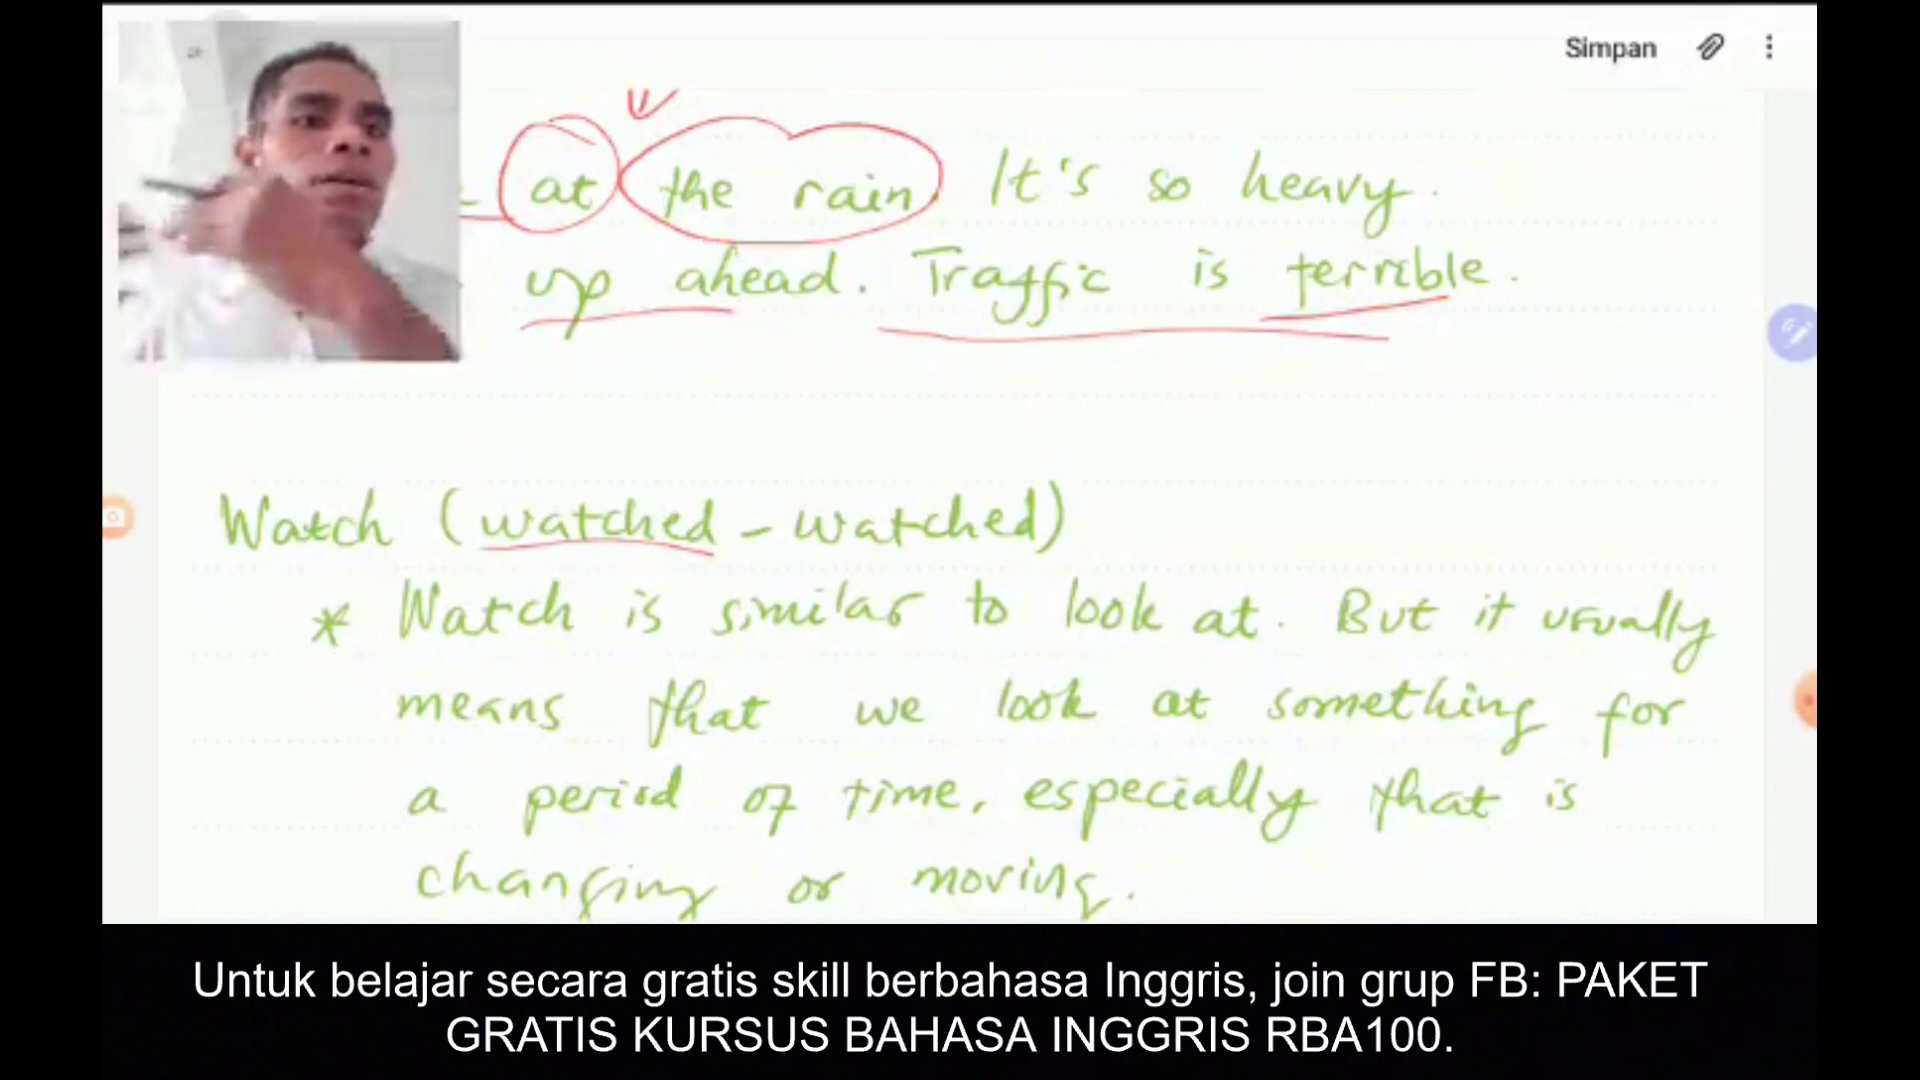 Simpan
at the rain. It's so heavy.
up ahead. Traffic is terrible.
Watch (watched - watched)
* Watch is similar to look at. But it usually
means that we look at something for
a period of time, especially that is
changing or moving.
Untuk belajar secara gratis skill berbahasa Inggris, join grup FB: PAKET
GRATIS KURSUS BAHASA INGGRIS RBA100.